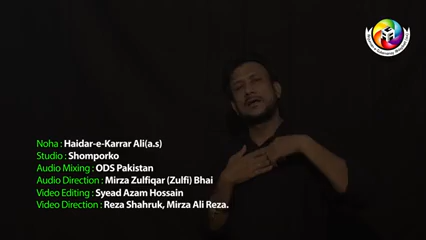 Noha : Haidar-e-Karrar Ali(a.s)
Studio : Shomporko
Audio Mixing : ODS Pakistan
Audio Direction : Mirza Zulfiqar (Zulfi) Bhai
Video Editing : Syead Azam Hossain
Video Direction : Reza Shahruk, Mirza Ali Reza.